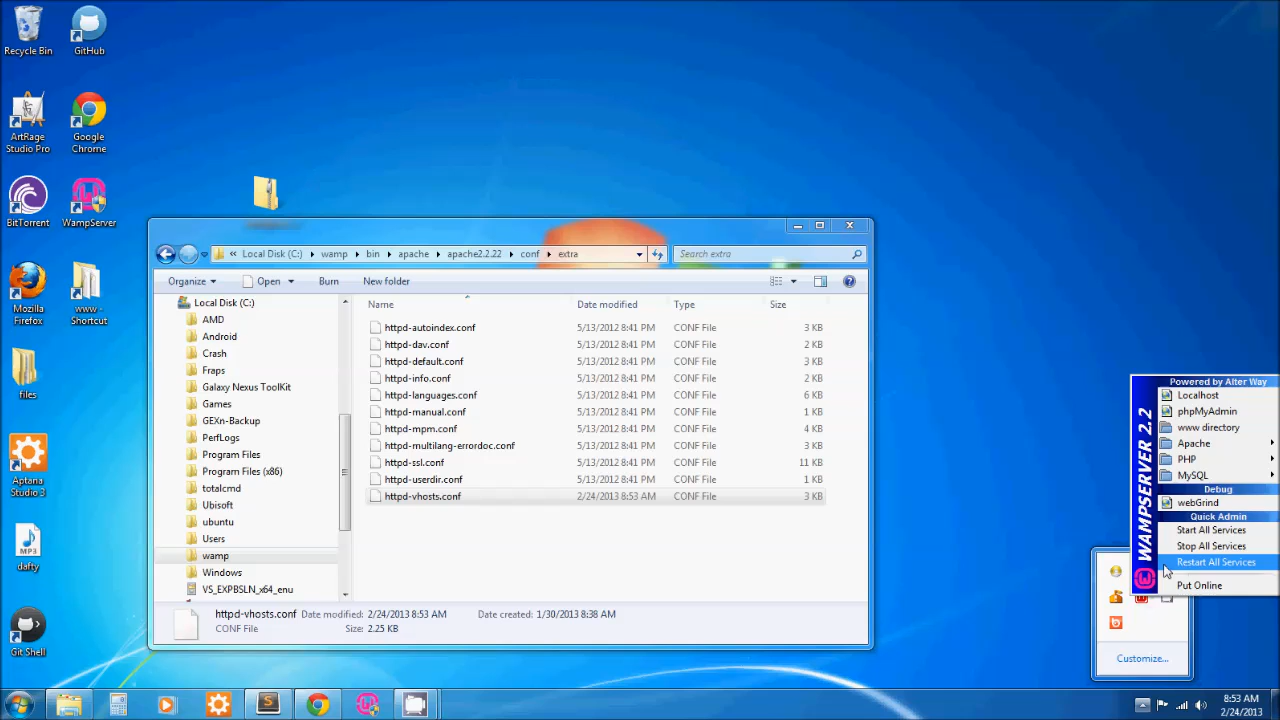 Recycle Bin
GitHub
ArtRage
Studio Pro
Google
Chrome
BitTorrent
WampServer
Mozilla
Firefox
www -
Shortcut
files
Aptana
Studio 3
MP3
dafty
Git Shell
« Local Disk (C:) wamp bin apache apache2.2.22 conf extra
Search extra
Organize Open Burn New folder
Local Disk (C:)
AMD
Android
Crash
Fraps
Galaxy Nexus ToolKit
Games
GEXn-Backup
PerfLogs
Program Files
Program Files (x86)
totalcmd
Ubisoft
ubuntu
Users
wamp
Windows
VS_EXPBSLN_x64_enu
Name Date modified Type Size
httpd-autoindex.conf 5/13/2012 8:41 PM CONF File 3 KB
httpd-dav.conf 5/13/2012 8:41 PM CONF File 2 KB
httpd-default.conf 5/13/2012 8:41 PM CONF File 3 KB
httpd-info.conf 5/13/2012 8:41 PM CONF File 2 KB
httpd-languages.conf 5/13/2012 8:41 PM CONF File 6 KB
httpd-manual.conf 5/13/2012 8:41 PM CONF File 1 KB
httpd-mpm.conf 5/13/2012 8:41 PM CONF File 4 KB
httpd-multilang-errordoc.conf 5/13/2012 8:41 PM CONF File 3 KB
httpd-ssl.conf 5/13/2012 8:41 PM CONF File 11 KB
httpd-userdir.conf 5/13/2012 8:41 PM CONF File 1 KB
httpd-vhosts.conf 2/24/2013 8:53 AM CONF File 3 KB
httpd-vhosts.conf Date modified: 2/24/2013 8:53 AM Date created: 1/30/2013 8:38 AM
CONF File Size: 2.25 KB
WAMPSERVER 2.2
Powered by Alter Way
Localhost
phpMyAdmin
www directory
Apache
PHP
MySQL
Debug
webGrind
Quick Admin
Start All Services
Stop All Services
Restart All Services
Put Online
Customize...
8:53 AM
2/24/2013